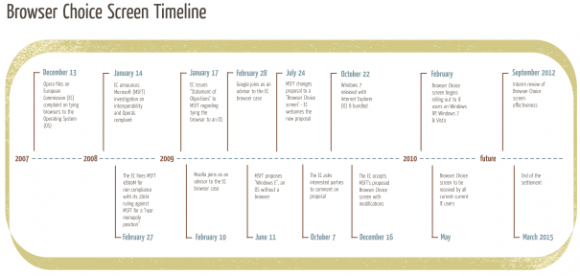 Browser Choice Screen Timeline
December 13
Opera files an
European
Commission (EC)
complaint on tying
browsers to the
Operating System
(OS)
January 14
EC announces
Microsoft (MSFT)
investigation on
interoperability
and Opera's
complaint
January 17
EC issues
"Statement of
Objections" to
MSFT regarding
tying the browser
to an OS
February 28
Google joins as an
advisor to the EC
browser case
July 24
MSFT changes
proposal to a
"Browser Choice
screen" - EC
welcomes the
new proposal
October 22
Windows 7
released with
Internet Explorer
(IE) 8 bundled
February
Browser Choice
screen begins
rolling out to IE
users on Windows
XP, Windows 7
& Vista
September 2012
Interim review of
Browser Choice
screen
effectiveness
2007
2008
2009
2010
future
The EC fines MSFT
for non
compliance with
its
ruling against
MSFT for a
monopoly
position
February 27
Mozilla joins as an
advisor to the EC
browser case
February 10
MSFT proposes
"Windows E", an
OS without a
browser
June 11
The EC asks
interested parties
to comment on
proposal
October 7
The EC accepts
MSFT's proposed
Browser Choice
screen with
modifications
December 16
Browser Choice
screen to be
received by all
current current
IE users
May
End of the
settlement
March 2015